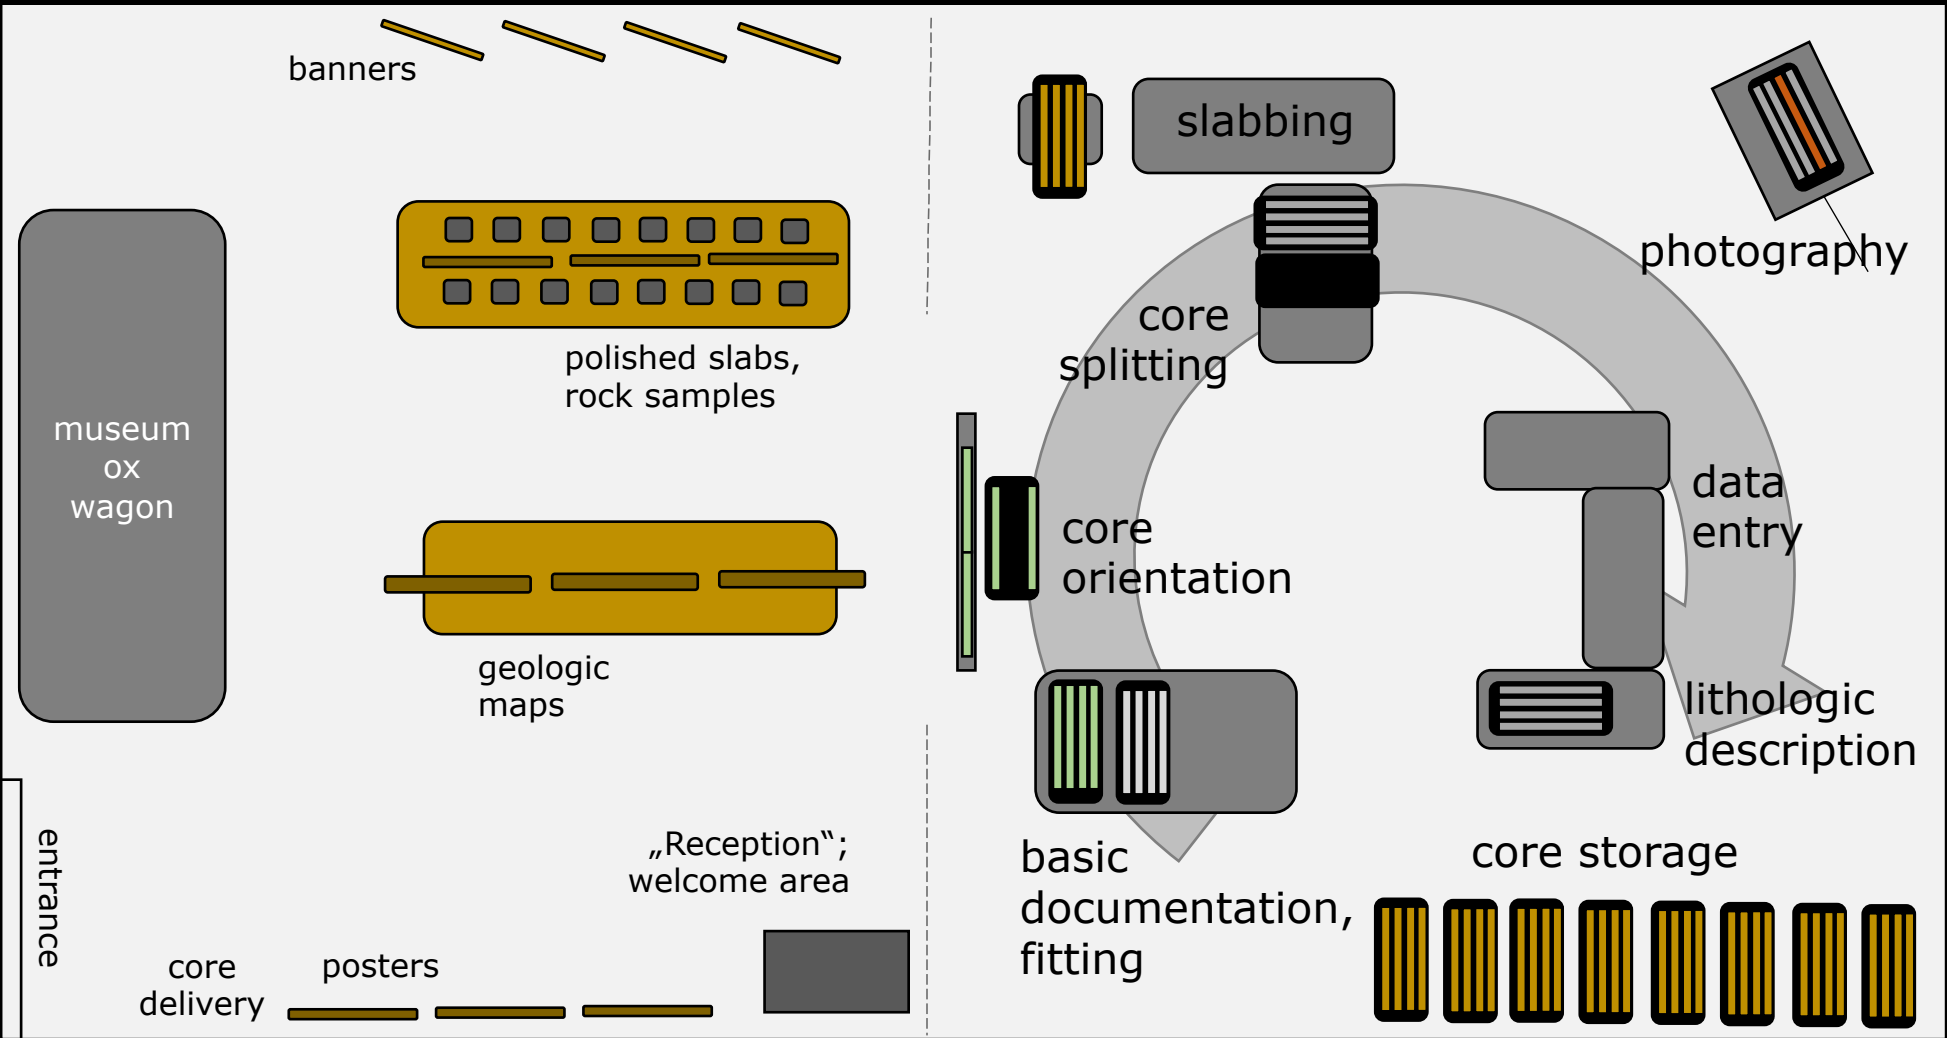 banners
polished slabs,
rock samples
museum
ox
wagon
geologic
maps
entrance
„Reception“;
welcome area
core
delivery
posters
slabbing
photography
core
splitting
core
orientation
data
entry
lithologic
description
basic
documentation,
fitting
core storage